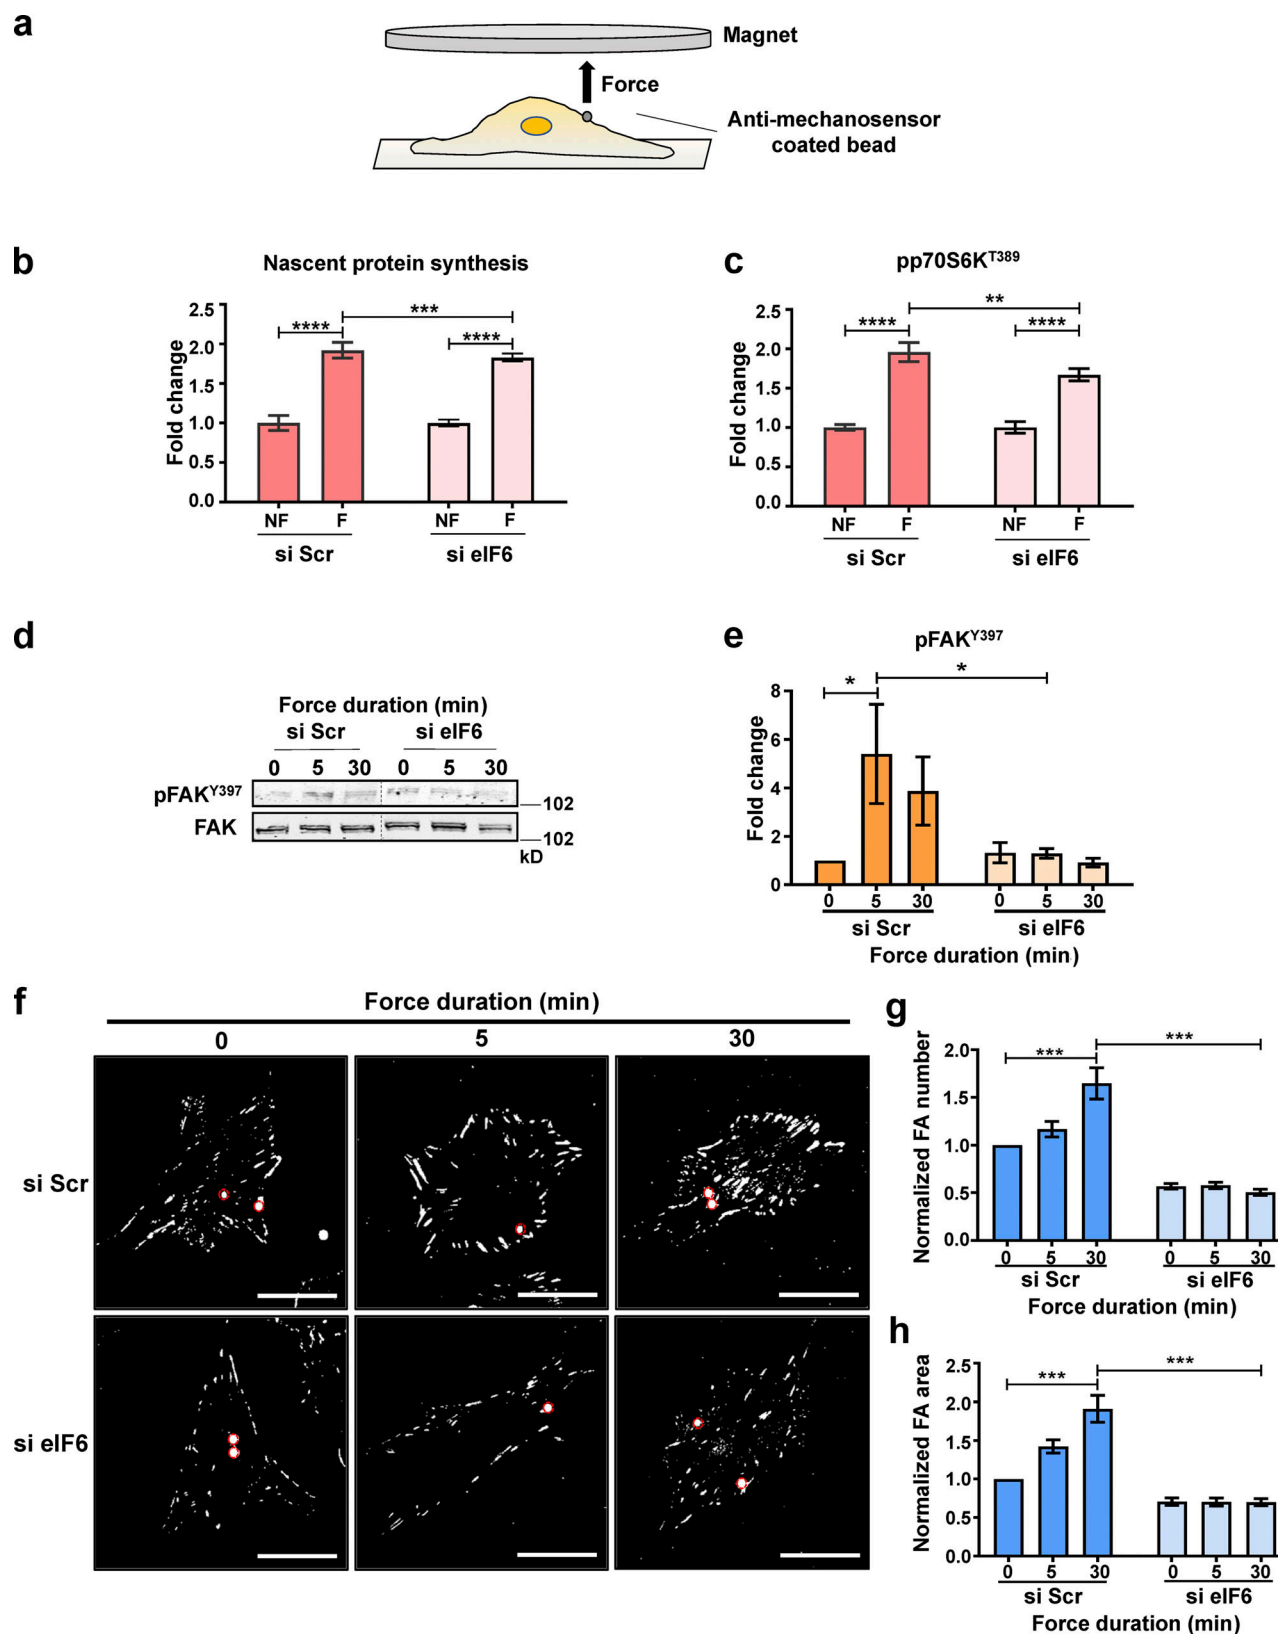 a
Magnet
Force
Anti-mechanosensor
coated bead
b
Nascent protein synthesis
Fold change
2.5
2.0
1.5
1.0
0.5
0.0
****
***
****
NF
F
NF
F
si Scr
si eIF6
c
pp70S6K^T389
Fold change
2.5
2.0
1.5
1.0
0.5
0.0
****
**
****
NF
F
NF
F
si Scr
si eIF6
d
Force duration (min)
si Scr
si eIF6
0 5 30 0 5 30
pFAK^Y397
102
FAK
102
kD
e
pFAK^Y397
Fold change
8
6
4
2
0
*
*
0 5 30 0 5 30
si Scr
si eIF6
Force duration (min)
f
Force duration (min)
0 5 30
si Scr
si eIF6
g
Normalized FA number
2.0
1.5
1.0
0.5
0.0
***
***
0 5 30 0 5 30
si Scr
si eIF6
Force duration (min)
h
Normalized FA area
2.5
2.0
1.5
1.0
0.5
0.0
***
***
0 5 30 0 5 30
si Scr
si eIF6
Force duration (min)